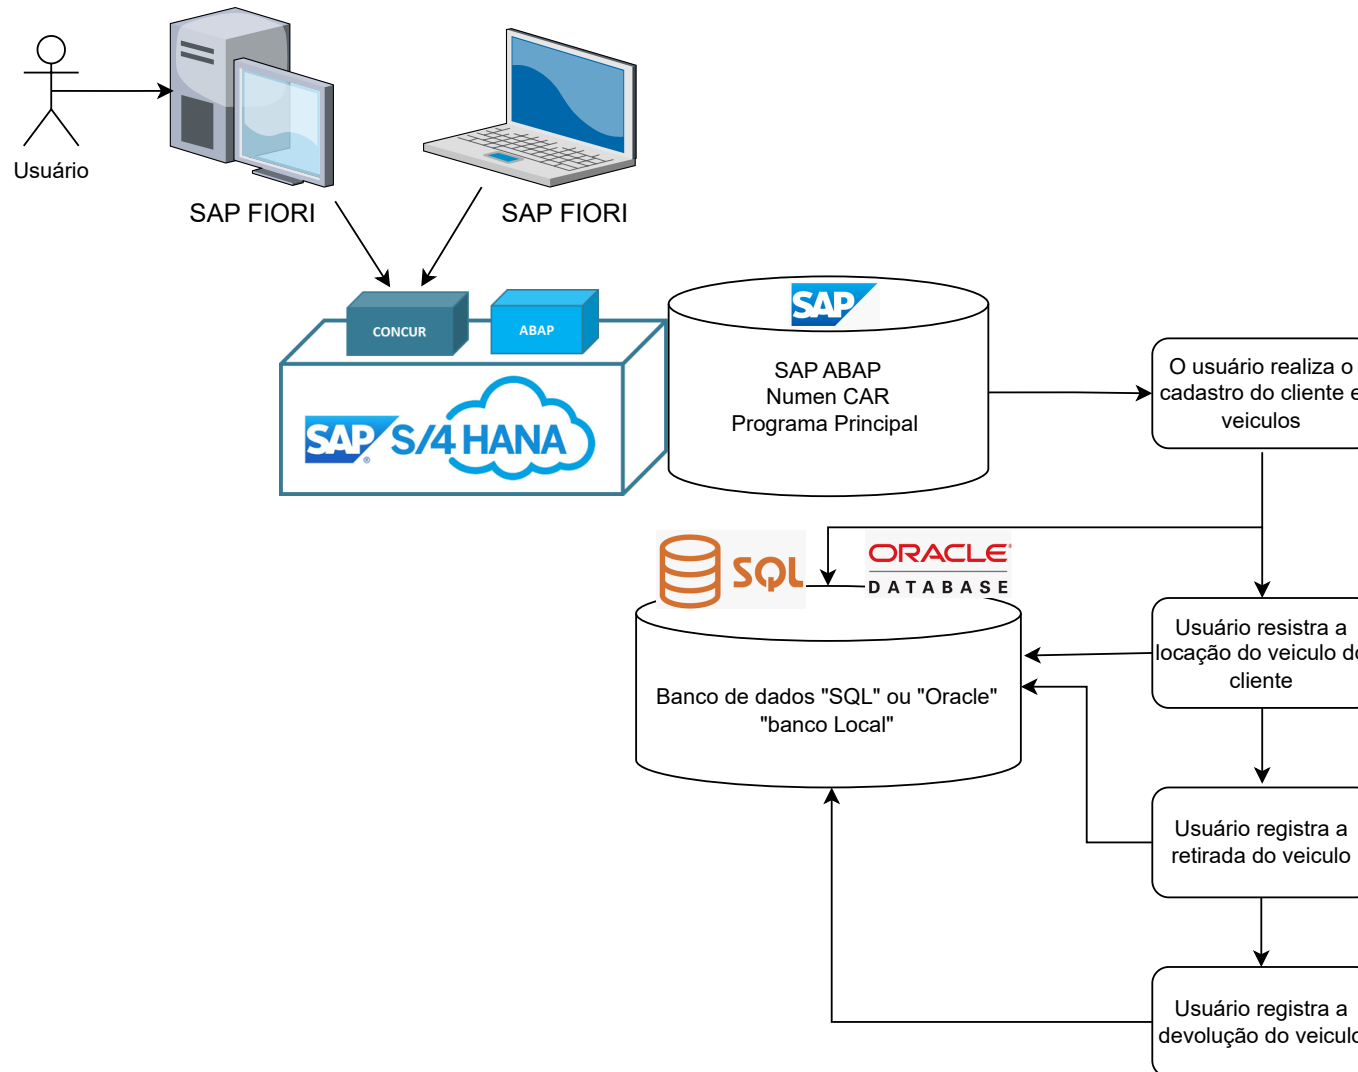 Usuário
SAP FIORI
SAP FIORI
CONCUR
ABAP
SAP S/4 HANA
SAP
SAP ABAP
Numen CAR
Programa Principal
O usuário realiza o
cadastro do cliente e
veiculos
SQL
ORACLE
DATABASE
Banco de dados "SQL" ou "Oracle"
"banco Local"
Usuário resistra a
locação do veiculo do
cliente
Usuário registra a
retirada do veiculo
Usuário registra a
devolução do veiculo